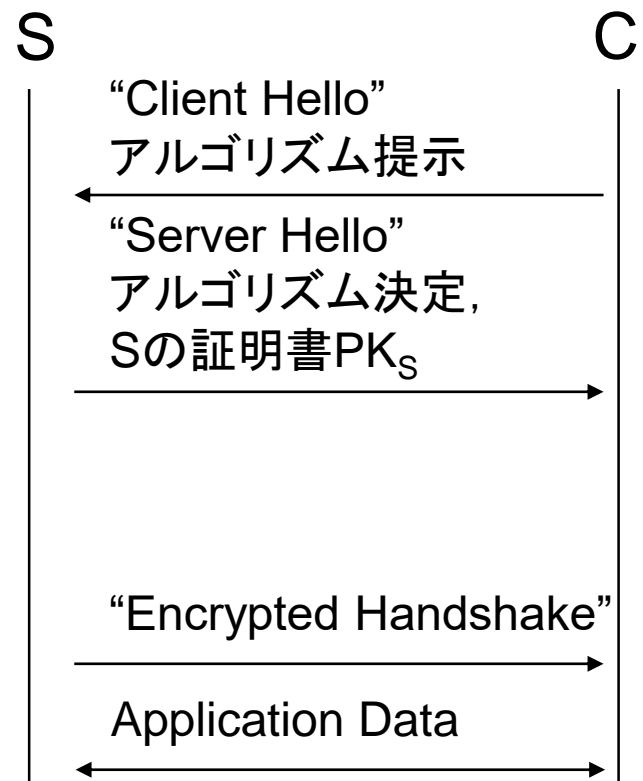 S C
“Client Hello”
アルゴリズム提示
“Server Hello”
アルゴリズム決定,
Sの証明書PKS
“Encrypted Handshake”
Application Data